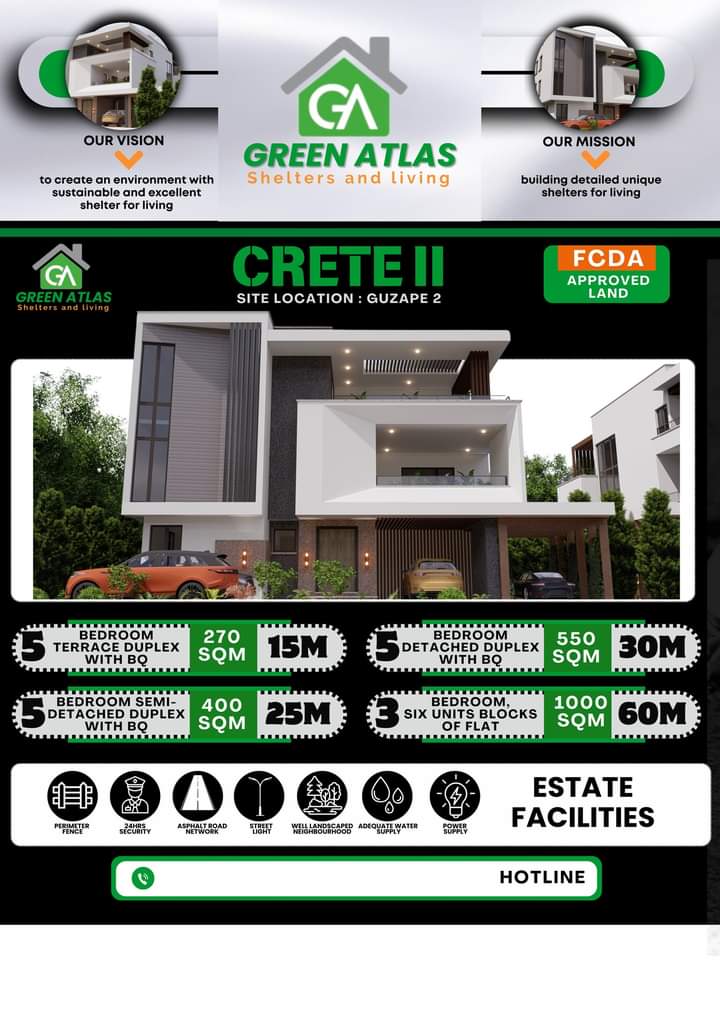 GA
GREEN ATLAS
Shelters and living
OUR VISION
to create an environment with
sustainable and excellent
shelter for living
OUR MISSION
building detailed unique
shelters for living
GA
GREEN ATLAS
Shelters and living
CRETE II
SITE LOCATION : GUZAPE 2
FCDA
APPROVED
LAND
5 BEDROOM
TERRACE DUPLEX
WITH BQ
270
SQM
15M
5 BEDROOM
DETACHED DUPLEX
WITH BQ
550
SQM
30M
5 BEDROOM SEMI-
DETACHED DUPLEX
WITH BQ
400
SQM
25M
3 BEDROOM,
SIX UNITS BLOCKS
OF FLAT
1000
SQM
60M
PERIMETER
FENCE
24HRS
SECURITY
ASPHALT ROAD
NETWORK
STREET
LIGHT
WELL LANDSCAPED
NEIGHBOURHOOD
ADEQUATE WATER
SUPPLY
POWER
SUPPLY
ESTATE
FACILITIES
HOTLINE